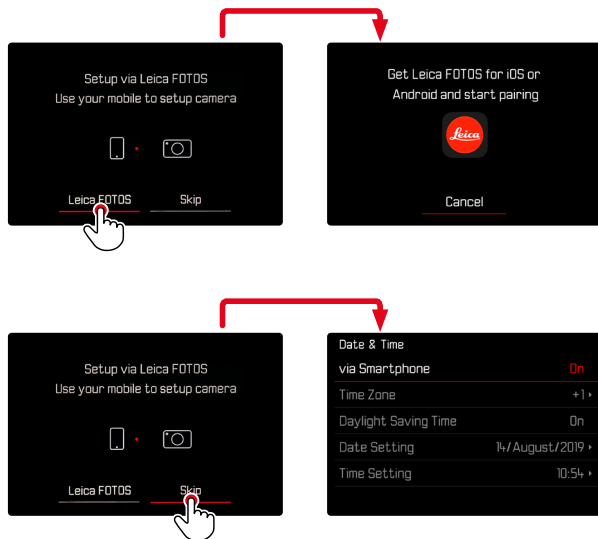 Setup via Leica FOTOS
Use your mobile to setup camera
Leica FOTOS Skip
Get Leica FOTOS for iOS or
Android and start pairing
Leica
Cancel
Setup via Leica FOTOS
Use your mobile to setup camera
Leica FOTOS Skip
Date & Time
via Smartphone On
Time Zone +1
Daylight Saving Time On
Date Setting 14/August/2019
Time Setting 10:54